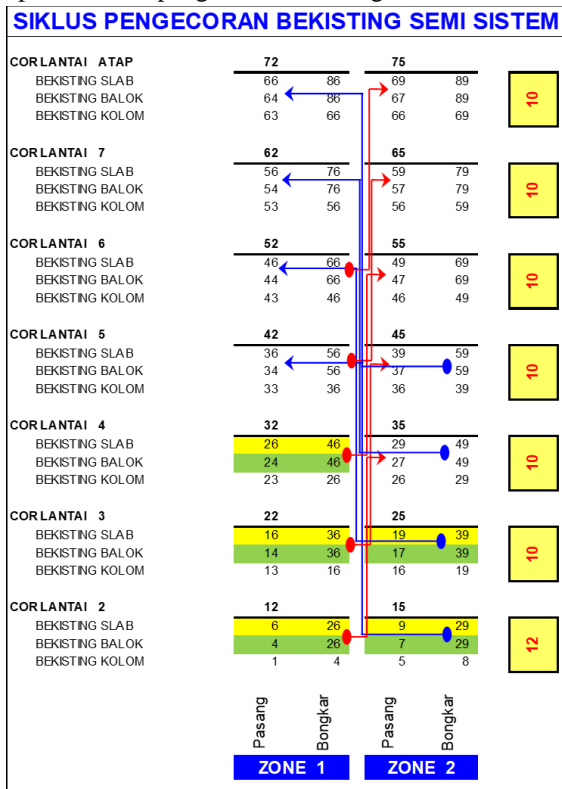 SIKLUS PENGECORAN BEKISTING SEMI SISTEM
COR LANTAI ATAP 72 75
BEKISTING SLAB 66 86 69 89
BEKISTING BALOK 64 86 67 89
BEKISTING KOLOM 63 66 66 69
10
COR LANTAI 7 62 65
BEKISTING SLAB 56 76 59 79
BEKISTING BALOK 54 76 57 79
BEKISTING KOLOM 53 56 56 59
10
COR LANTAI 6 52 55
BEKISTING SLAB 46 66 49 69
BEKISTING BALOK 44 66 47 69
BEKISTING KOLOM 43 46 46 49
10
COR LANTAI 5 42 45
BEKISTING SLAB 36 56 39 59
BEKISTING BALOK 34 56 37 59
BEKISTING KOLOM 33 36 36 39
10
COR LANTAI 4 32 35
BEKISTING SLAB 26 46 29 49
BEKISTING BALOK 24 46 27 49
BEKISTING KOLOM 23 26 26 29
10
COR LANTAI 3 22 25
BEKISTING SLAB 16 36 19 39
BEKISTING BALOK 14 36 17 39
BEKISTING KOLOM 13 16 16 19
10
COR LANTAI 2 12 15
BEKISTING SLAB 6 26 9 29
BEKISTING BALOK 4 26 7 29
BEKISTING KOLOM 1 4 5 8
12
Pasang Bongkar Pasang Bongkar
ZONE 1 ZONE 2